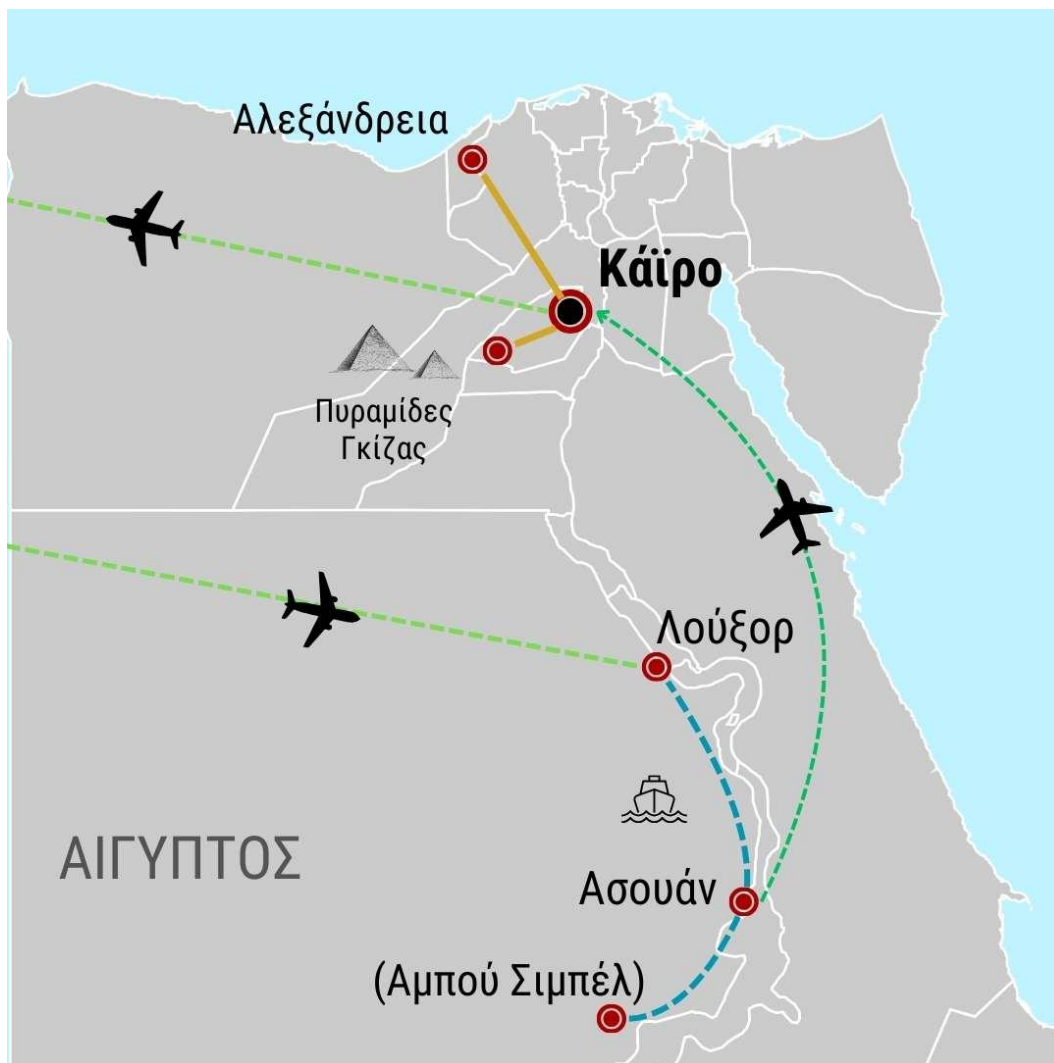 Αλεξάνδρεια
Κάϊρο
Πυραμίδες
Γκίζας
Λούξορ
ΑΙΓΥΠΤΟΣ
Ασουάν
(Αμπού Σιμπέλ)